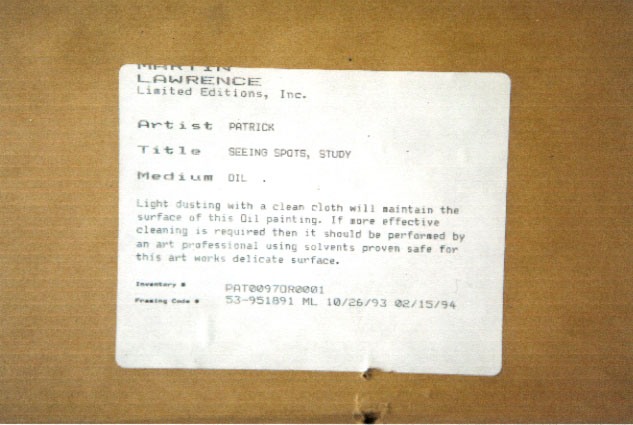 MARTIN
LAWRENCE
Limited Editions, Inc.
Artist PATRICK
Title SEEING SPOTS, STUDY
Medium OIL .
Light dusting with a clean cloth will maintain the
surface of this Oil painting. If more effective
cleaning is required then it should be performed by
an art professional using solvents proven safe for
this art works delicate surface.
Inventory # PAT0097OR0001
Framing Code # 53-951891 ML 10/26/93 02/15/94